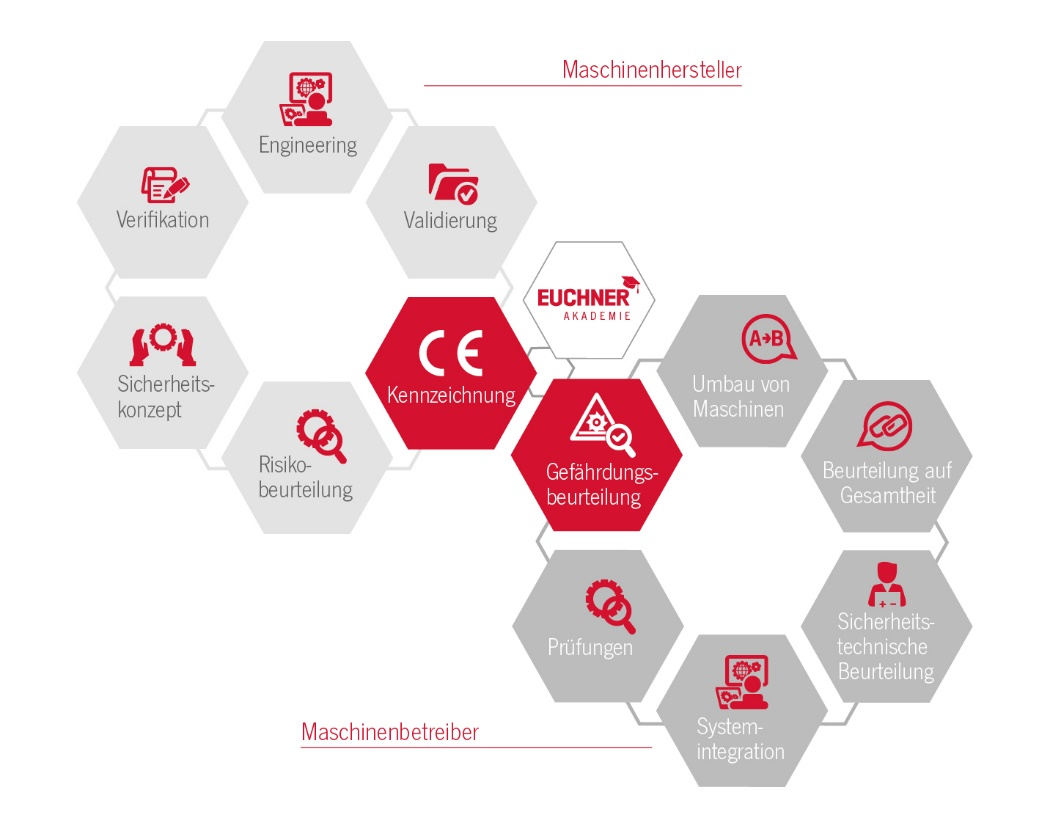 Maschinenhersteller
Engineering
Verifikation
Validierung
EUCHNER
AKADEMIE
CE
Kennzeichnung
Sicherheits-
konzept
Risiko-
beurteilung
A→B
Umbau von
Maschinen
Gefährdungs-
beurteilung
Beurteilung auf
Gesamtheit
Prüfungen
Sicherheits-
technische
Beurteilung
System-
integration
Maschinenbetreiber